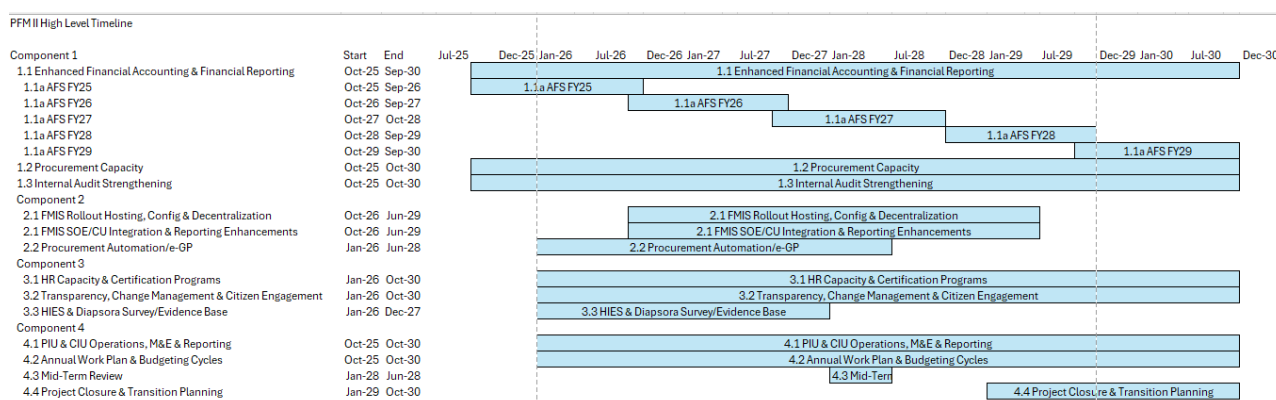 PFM II High Level Timeline
Component 1 Start End Jul-25 Dec-25 Jan-26 Jul-26 Dec-26 Jan-27 Jul-27 Dec-27 Jan-28 Jul-28 Dec-28 Jan-29 Jul-29 Dec-29 Jan-30 Jul-30 Dec-30
1.1 Enhanced Financial Accounting & Financial Reporting Oct-25 Sep-30 1.1 Enhanced Financial Accounting & Financial Reporting
1.1a AFS FY25 Oct-25 Sep-26 1.1a AFS FY25
1.1a AFS FY26 Oct-26 Sep-27 1.1a AFS FY26
1.1a AFS FY27 Oct-27 Oct-28 1.1a AFS FY27
1.1a AFS FY28 Oct-28 Sep-29 1.1a AFS FY28
1.1a AFS FY29 Oct-29 Sep-30 1.1a AFS FY29
1.2 Procurement Capacity Oct-25 Oct-30 1.2 Procurement Capacity
1.3 Internal Audit Strengthening Oct-25 Oct-30 1.3 Internal Audit Strengthening
Component 2
2.1 FMIS Rollout Hosting, Config & Decentralization Oct-26 Jun-29 2.1 FMIS Rollout Hosting, Config & Decentralization
2.1 FMIS SOE/CU Integration & Reporting Enhancements Oct-26 Jun-29 2.1 FMIS SOE/CU Integration & Reporting Enhancements
2.2 Procurement Automation/e-GP Jan-26 Jun-28 2.2 Procurement Automation/e-GP
Component 3
3.1 HR Capacity & Certification Programs Jan-26 Oct-30 3.1 HR Capacity & Certification Programs
3.2 Transparency, Change Management & Citizen Engagement Jan-26 Oct-30 3.2 Transparency, Change Management & Citizen Engagement
3.3 HIES & Diapsora Survey/Evidence Base Jan-26 Dec-27 3.3 HIES & Diapsora Survey/Evidence Base
Component 4
4.1 PIU & CIU Operations, M&E & Reporting Oct-25 Oct-30 4.1 PIU & CIU Operations, M&E & Reporting
4.2 Annual Work Plan & Budgeting Cycles Oct-25 Oct-30 4.2 Annual Work Plan & Budgeting Cycles
4.3 Mid-Term Review Jan-28 Jun-28 4.3 Mid-Term
4.4 Project Closure & Transition Planning Jan-29 Oct-30 4.4 Project Closure & Transition Planning